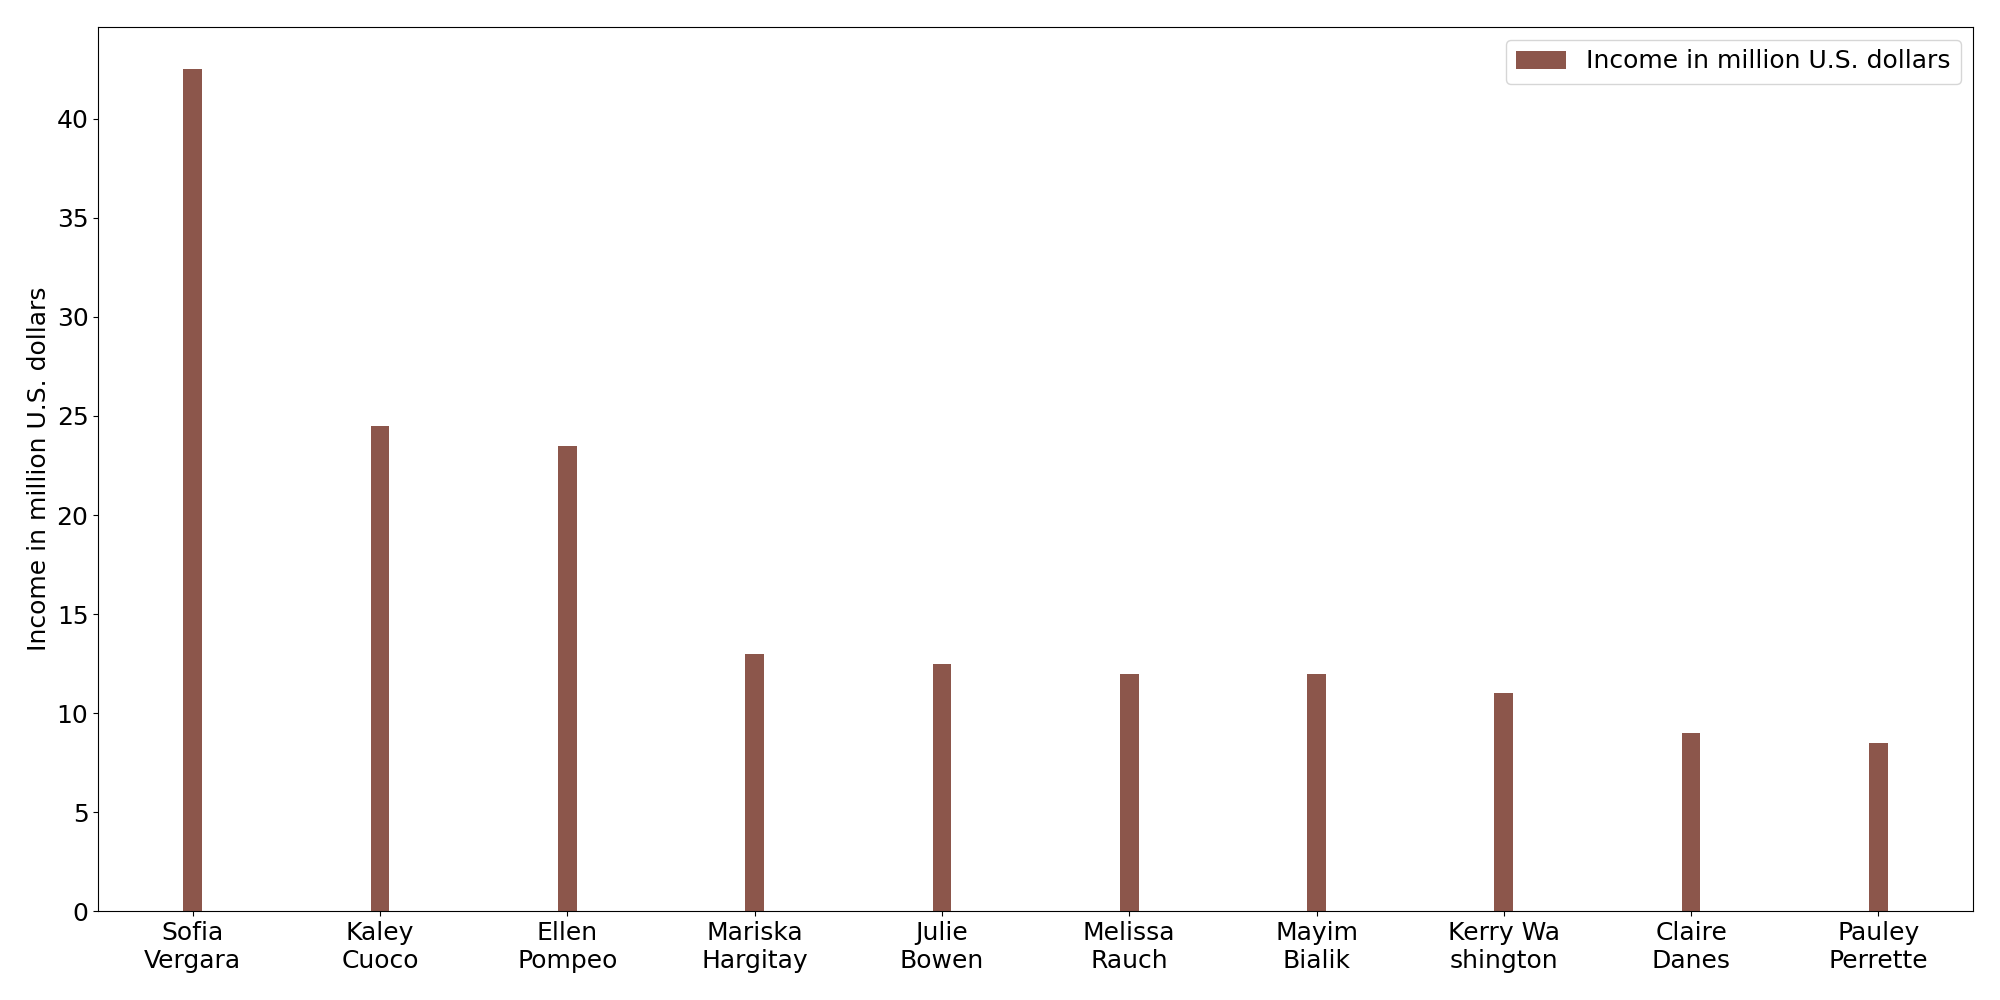 Income in million U.S. dollars
Income in million U.S. dollars
40
35
30
25
20
15
10
5
0
Sofia
Vergara
Kaley
Cuoco
Ellen
Pompeo
Mariska
Hargitay
Julie
Bowen
Melissa
Rauch
Mayim
Bialik
Kerry Wa
shington
Claire
Danes
Pauley
Perrette